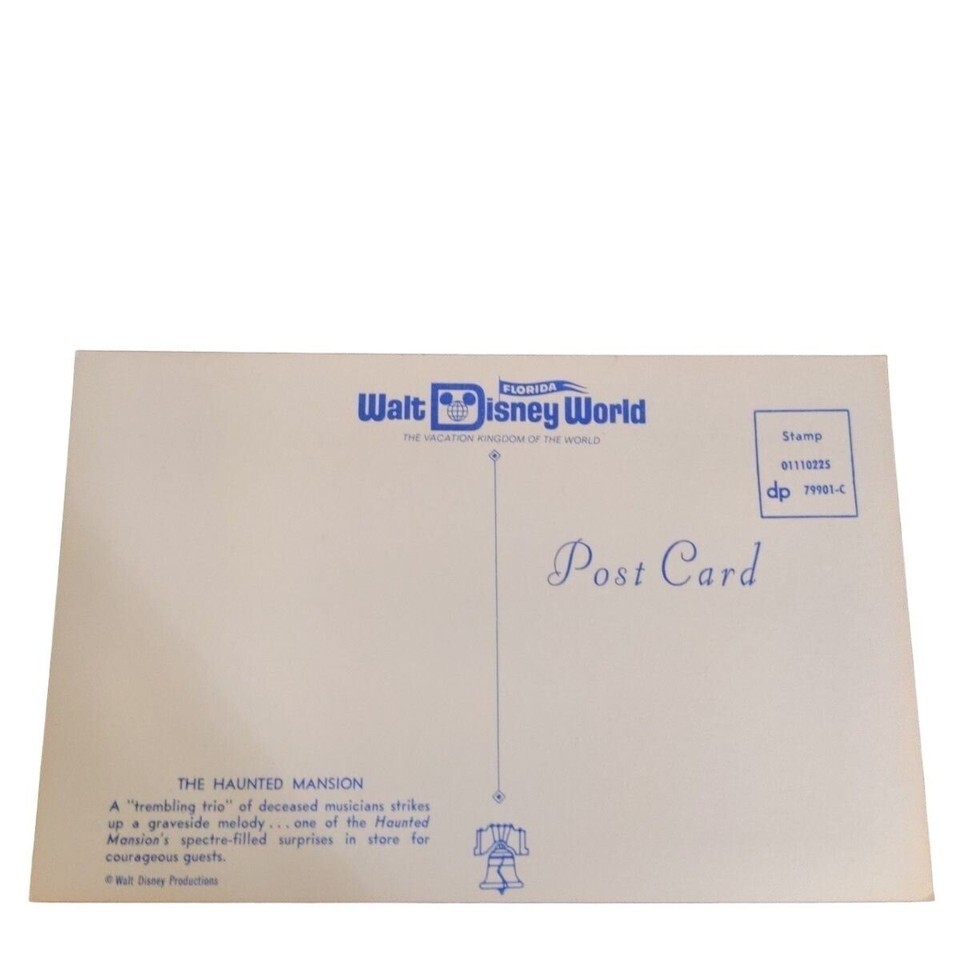 FLORIDA
Walt Disney World
THE VACATION KINGDOM OF THE WORLD
Stamp
01110225
dp 79901-C
Post Card
THE HAUNTED MANSION
A "trembling trio" of deceased musicians strikes
up a graveside melody... one of the Haunted
Mansion's spectre-filled surprises in store for
courageous guests.
© Walt Disney Productions